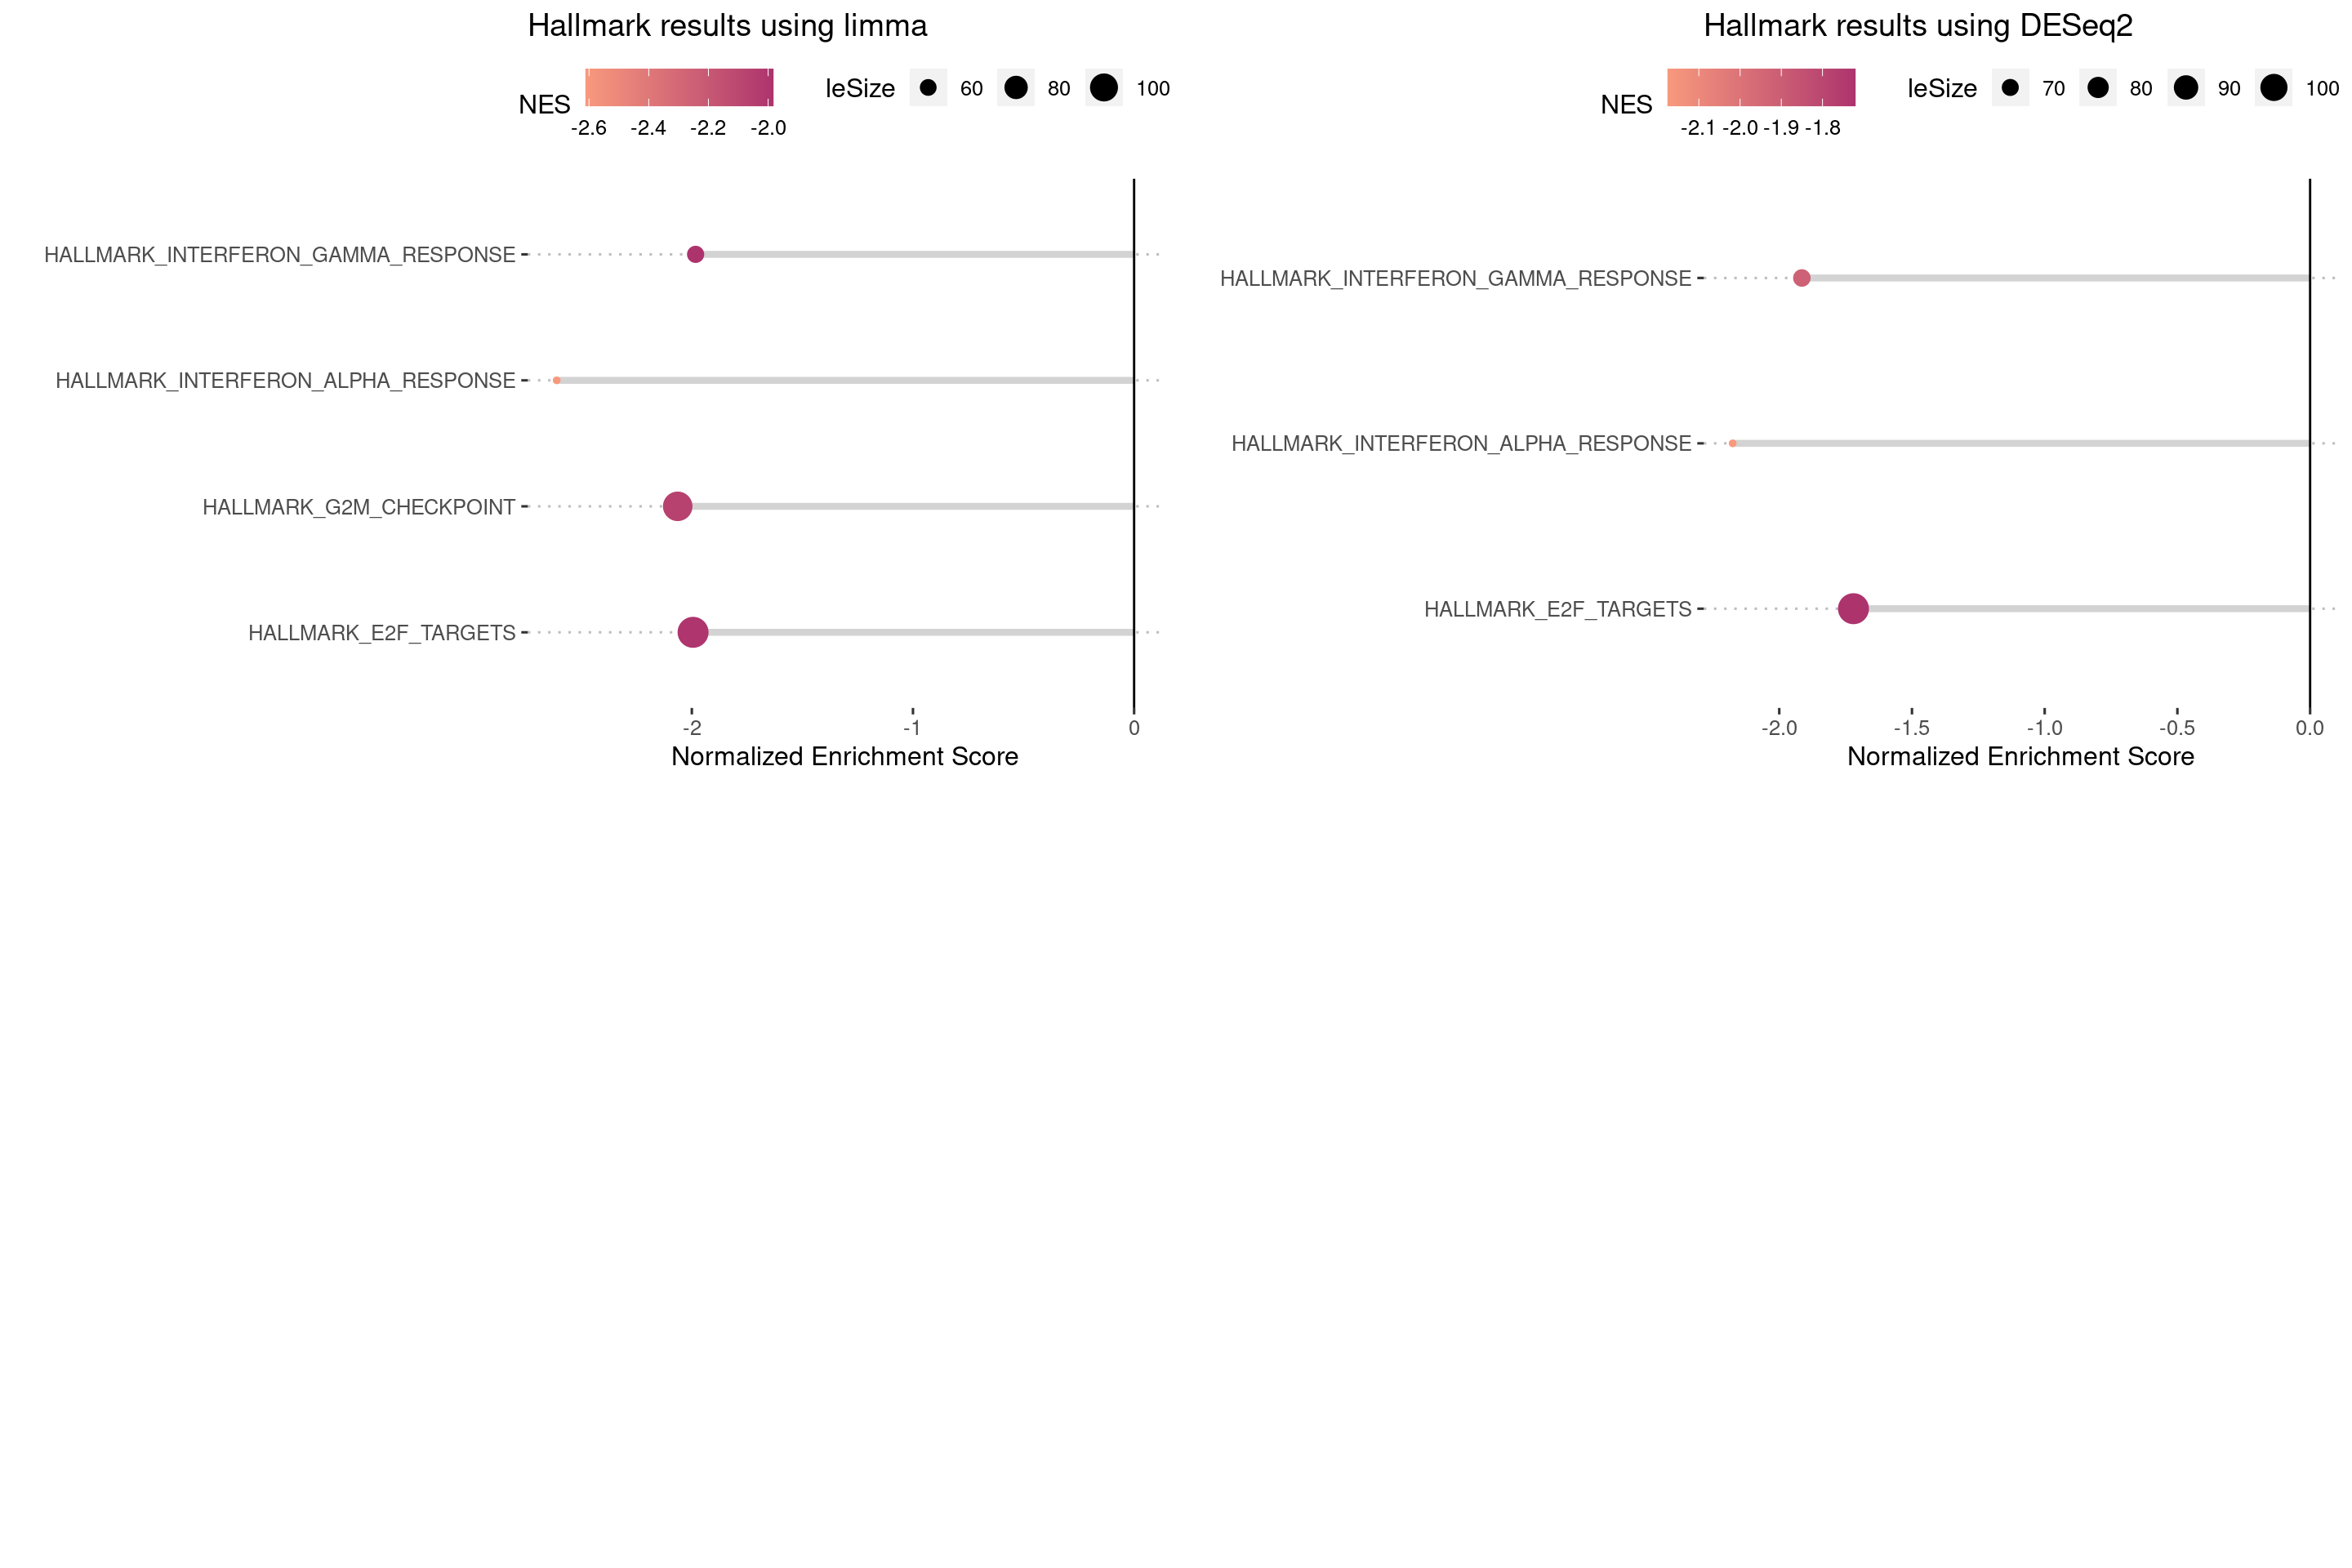 Hallmark results using limma
NES
-2.6 -2.4 -2.2 -2.0
leSize 60 80 100
HALLMARK_INTERFERON_GAMMA_RESPONSE
HALLMARK_INTERFERON_ALPHA_RESPONSE
HALLMARK_G2M_CHECKPOINT
HALLMARK_E2F_TARGETS
-2 -1 0
Normalized Enrichment Score
Hallmark results using DESeq2
NES
-2.1 -2.0 -1.9 -1.8
leSize 70 80 90 100
HALLMARK_INTERFERON_GAMMA_RESPONSE
HALLMARK_INTERFERON_ALPHA_RESPONSE
HALLMARK_E2F_TARGETS
-2.0 -1.5 -1.0 -0.5 0.0
Normalized Enrichment Score